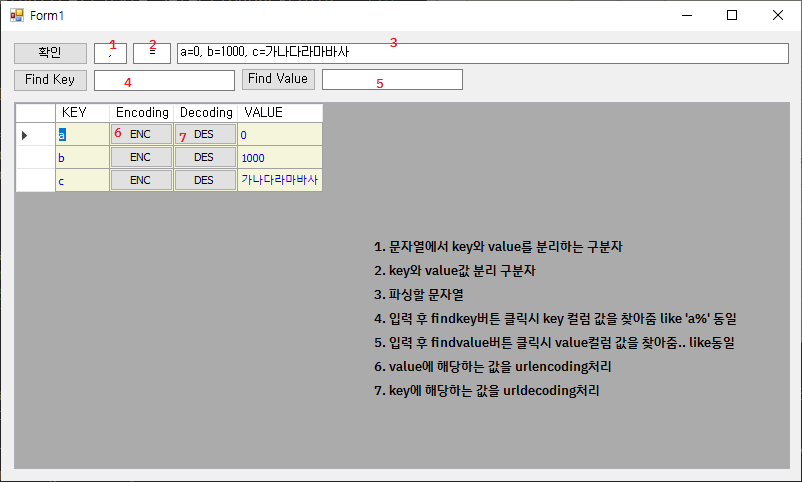 Form1
확인 1 , 2 = 3 a=0, b=1000, c=가나다라마바사
Find Key 4 Find Value 5
KEY Encoding Decoding VALUE
a 6 ENC 7 DES 0
b ENC DES 1000
c ENC DES 가나다라마바사
1. 문자열에서 key와 value를 분리하는 구분자
2. key와 value값 분리 구분자
3. 파싱할 문자열
4. 입력 후 findkey버튼 클릭시 key 컬럼 값을 찾아줌 like 'a%' 동일
5. 입력 후 findvalue버튼 클릭시 value컬럼 값을 찾아줌.. like동일
6. value에 해당하는 값을 urlencoding처리
7. key에 해당하는 값을 urldecoding처리